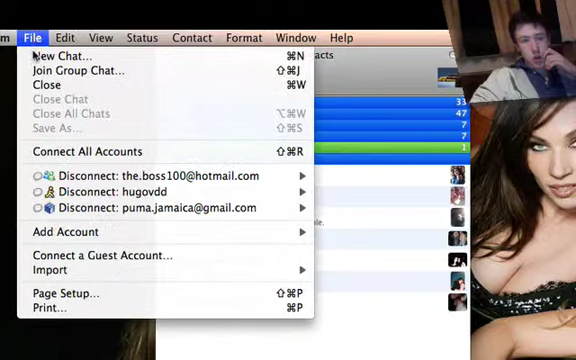 m File Edit View Status Contact Format Window Help
New Chat... ⌘N
Join Group Chat... ⇧⌘J
Close ⌘W
Close Chat
Close All Chats ⌥⌘W
Save As... ⇧⌘S
Connect All Accounts ⇧⌘R
Disconnect: the.boss100@hotmail.com
Disconnect: hugovdd
Disconnect: puma.jamaica@gmail.com
Add Account
Connect a Guest Account...
Import
Page Setup... ⇧⌘P
Print... ⌘P
acts
33
47
7
7
1
le.